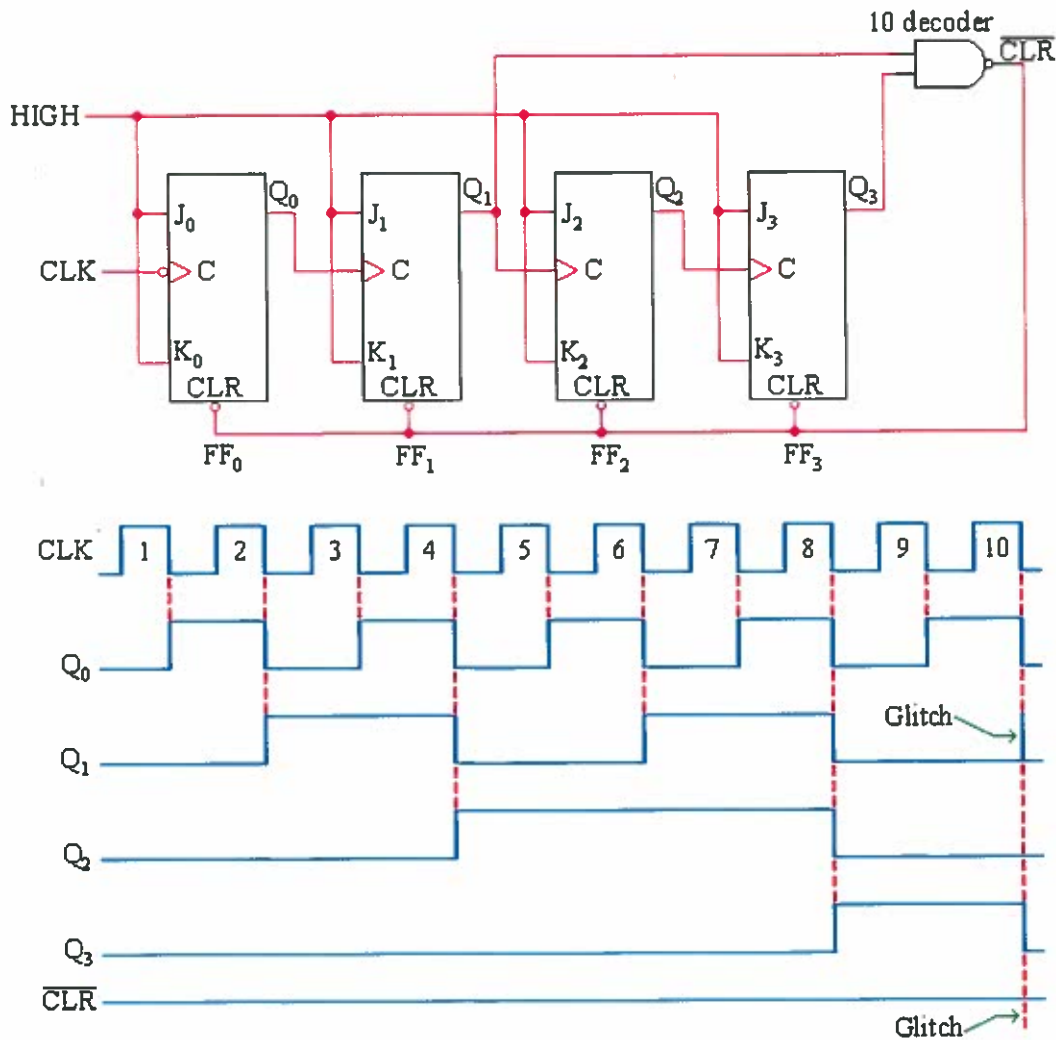 10 decoder
C̅L̅R̅
HIGH
Q₀ Q₁ Q₂ Q₃
J₀ J₁ J₂ J₃
CLK C C C C
K₀ K₁ K₂ K₃
CLR CLR CLR CLR
FF₀ FF₁ FF₂ FF₃
CLK 1 2 3 4 5 6 7 8 9 10
Q₀
Glitch
Q₁
Q₂
Q₃
C̅L̅R̅
Glitch